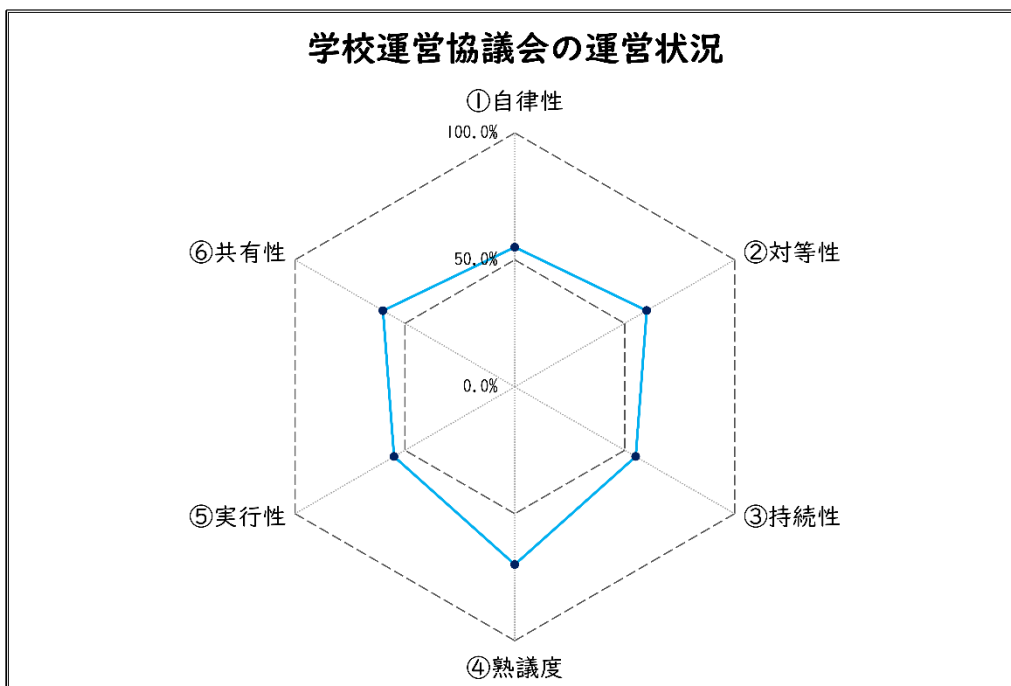 学校運営協議会の運営状況
①自律性
100.0%
⑥共有性
50.0%
②対等性
0.0%
⑤実行性
③持続性
④熟議度